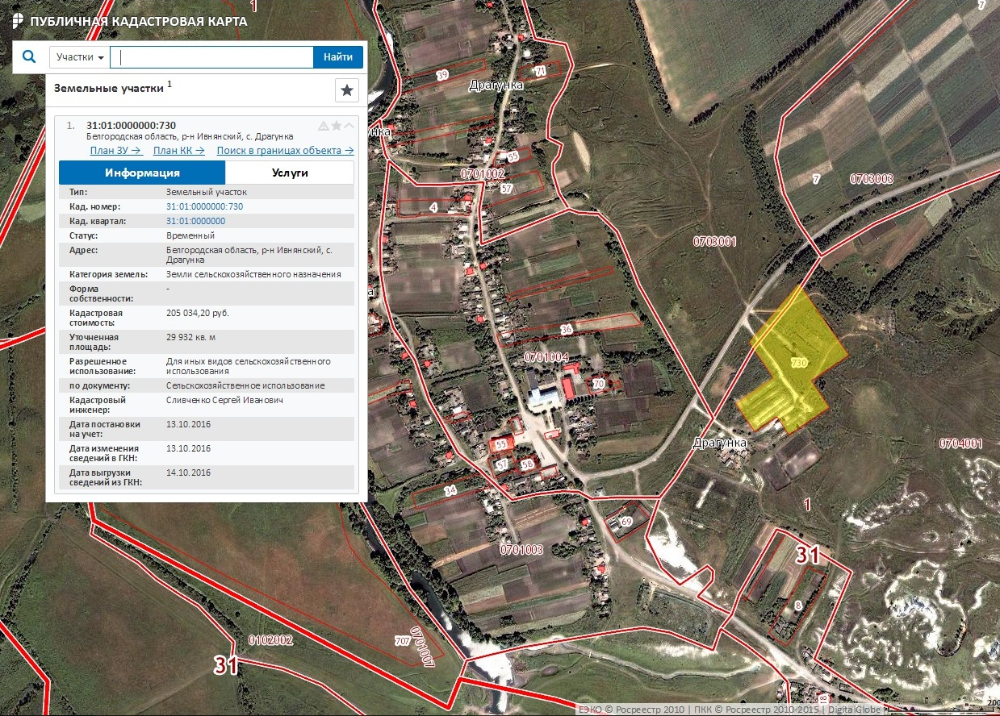 ПУБЛИЧНАЯ КАДАСТРОВАЯ КАРТА
Участки
Найти
Земельные участки 1
1. 31:01:0000000:730
Белгородская область, р-н Ивнянский, с. Драгунка
План ЗУ → План КК → Поиск в границах объекта →
Информация Услуги
Тип: Земельный участок
Кад. номер: 31:01:0000000:730
Кад. квартал: 31:01:0000000
Статус: Временный
Адрес: Белгородская область, р-н Ивнянский, с.
Драгунка
Категория земель: Земли сельскохозяйственного назначения
Форма -
собственности:
Кадастровая 205 034,20 руб.
стоимость:
Уточненная 29 932 кв. м
площадь:
Разрешенное Для иных видов сельскохозяйственного
использование: использования
по документу: Сельскохозяйственное использование
Кадастровый Сливченко Сергей Иванович
инженер:
Дата постановки 13.10.2016
на учет:
Дата изменения 13.10.2016
сведений в ГКН:
Дата выгрузки 14.10.2016
сведений из ГКН:
1
7
39
71
Драгунка
нка
55
0701002
57
7
0703003
4
0703001
а
36
0701004
730
70
Драгунка
0704001
55
57
58
34
1
69
0701003
31
8
0102002
707
0701007
31
18
200
ЕЭКО © Росреестр 2010 | ПКК © Росреестр 2010-2015 | DigitalGlobe